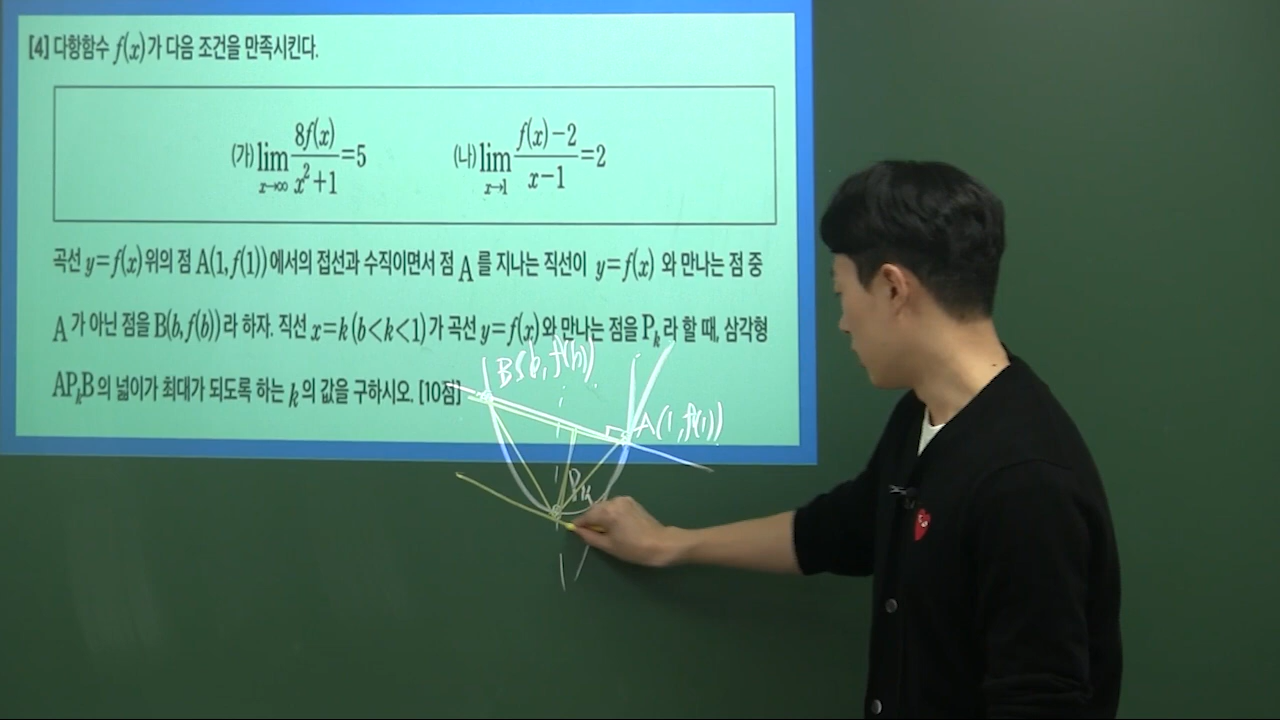 [4] 다항함수 f(x)가 다음 조건을 만족시킨다.
(가) lim x→∞ 8f(x)/x²+1 =5 (나) lim x→1 f(x)-2/x-1 =2
곡선 y=f(x) 위의 점 A(1, f(1))에서의 접선과 수직이면서 점 A를 지나는 직선이 y=f(x) 와 만나는 점 중
A가 아닌 점을 B(b, f(b))라 하자. 직선 x=k (b<k<1)가 곡선 y=f(x)와 만나는 점을 Pₖ라 할 때, 삼각형
APₖB의 넓이가 최대가 되도록 하는 k의 값을 구하시오. [10점]
B(b, f(b))
A(1, f(1))
Pk